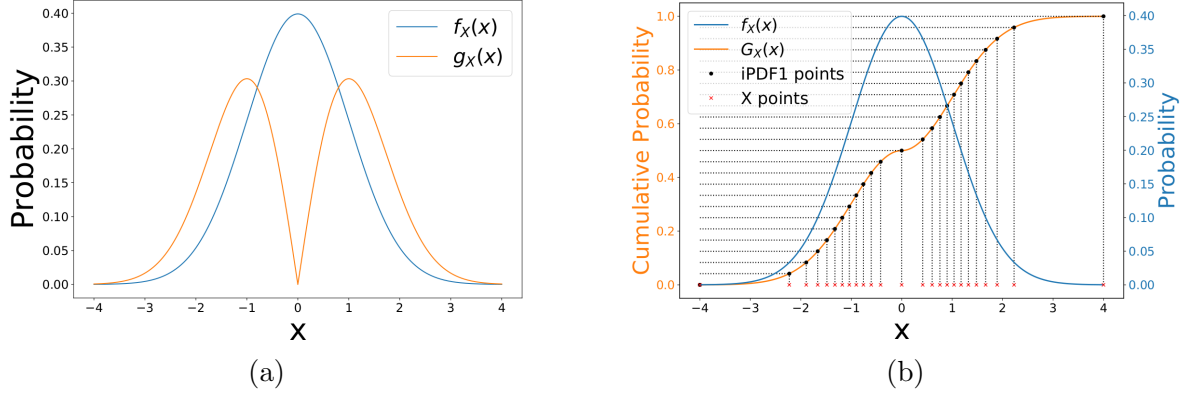 0.40
0.35
0.30
0.25
0.20
0.15
0.10
0.05
0.00
Probability
−4 −3 −2 −1 0 1 2 3 4
x
f_X(x)
g_X(x)
(a)
1.0
0.8
0.6
0.4
0.2
0.0
Cumulative Probability
f_X(x)
G_X(x)
iPDF1 points
X points
−4 −3 −2 −1 0 1 2 3 4
x
0.40
0.35
0.30
0.25
0.20
0.15
0.10
0.05
0.00
Probability
(b)